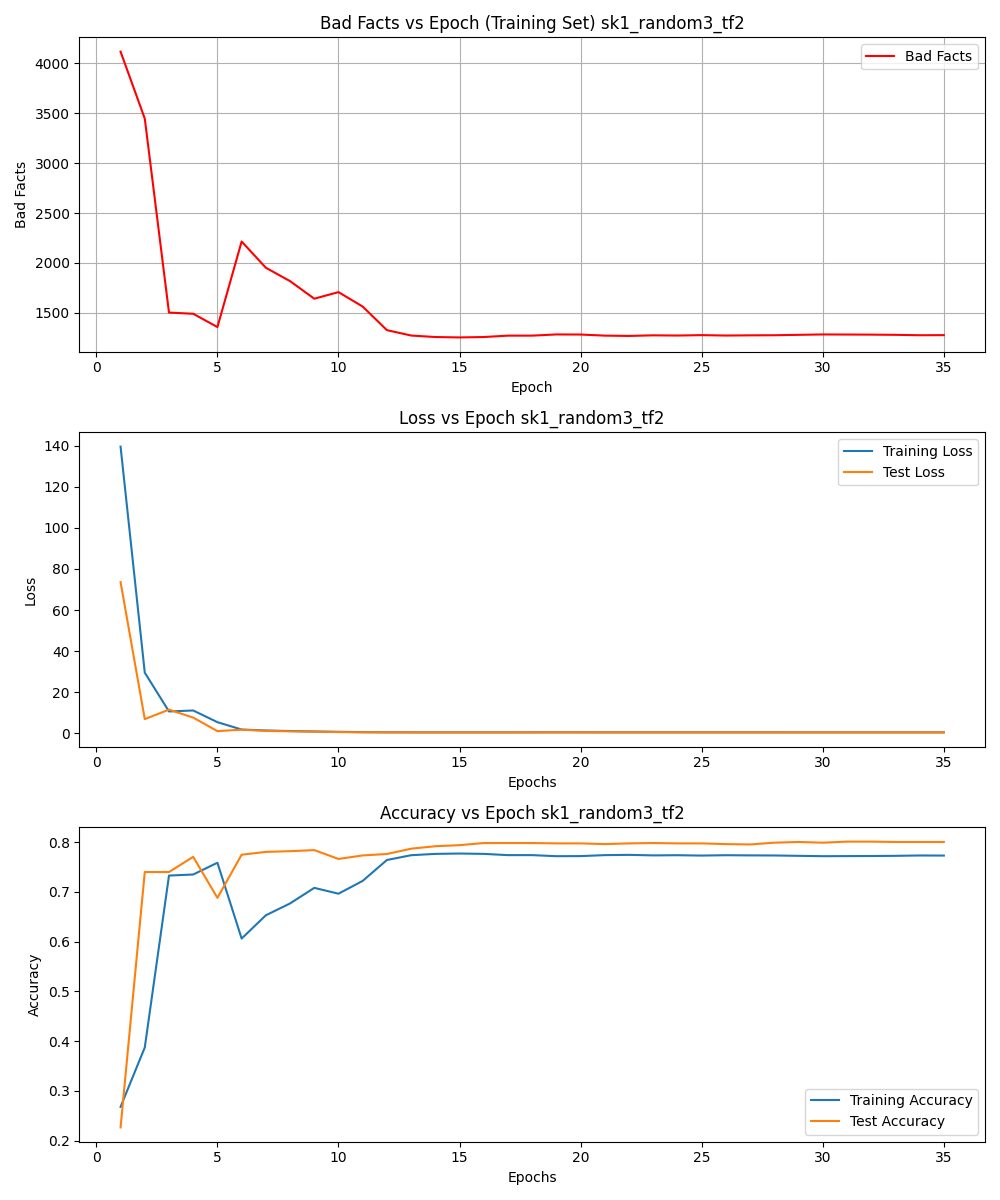 Bad Facts vs Epoch (Training Set) sk1_random3_tf2
Bad Facts
4000
3500
3000
2500
2000
1500
Bad Facts
0 5 10 15 20 25 30 35
Epoch
Loss vs Epoch sk1_random3_tf2
Training Loss
Test Loss
140
120
100
80
60
40
20
0
Loss
0 5 10 15 20 25 30 35
Epochs
Accuracy vs Epoch sk1_random3_tf2
0.8
0.7
0.6
0.5
0.4
0.3
0.2
Accuracy
Training Accuracy
Test Accuracy
0 5 10 15 20 25 30 35
Epochs